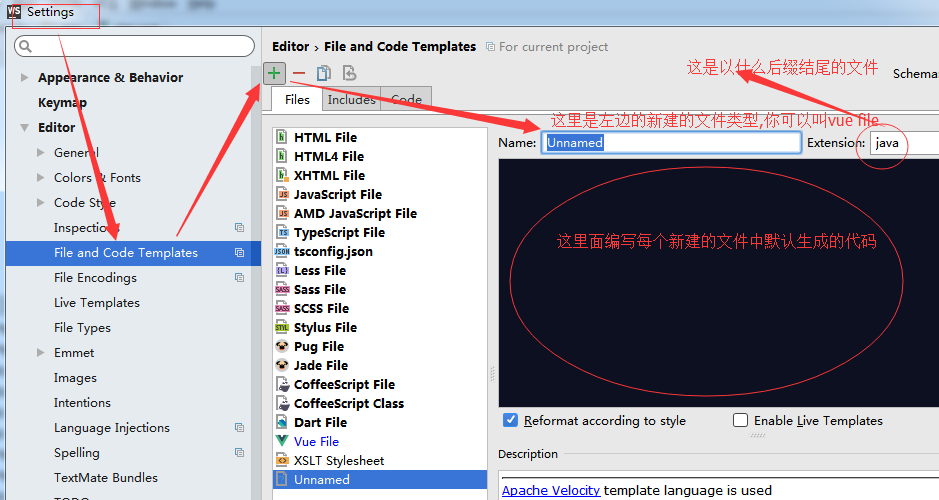 WS Settings
Editor › File and Code Templates For current project
这是以什么后缀结尾的文件
Schema:
Appearance & Behavior
Keymap
Editor
General
Colors & Fonts
Code Style
Inspections
File and Code Templates
File Encodings
Live Templates
File Types
Emmet
Images
Intentions
Language Injections
Spelling
TextMate Bundles
TODO
Files Includes Code
这里是左边的新建的文件类型,你可以叫vue file
HTML File
HTML4 File
XHTML File
JavaScript File
AMD JavaScript File
TypeScript File
tsconfig.json
Less File
Sass File
SCSS File
Stylus File
Pug File
Jade File
CoffeeScript File
CoffeeScript Class
Dart File
Vue File
XSLT Stylesheet
Unnamed
Name: Unnamed Extension: java
这里面编写每个新建的文件中默认生成的代码
Reformat according to style Enable Live Templates
Description
Apache Velocity template language is used